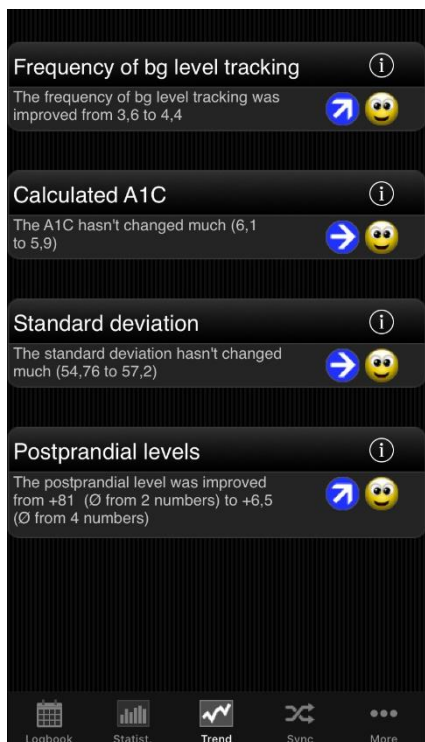 Frequency of bg level tracking
The frequency of bg level tracking was
improved from 3,6 to 4,4
Calculated A1C
The A1C hasn't changed much (6,1
to 5,9)
Standard deviation
The standard deviation hasn't changed
much (54,76 to 57,2)
Postprandial levels
The postprandial level was improved
from +81 (Ø from 2 numbers) to +6,5
(Ø from 4 numbers)
Logbook Statist. Trend Sync More